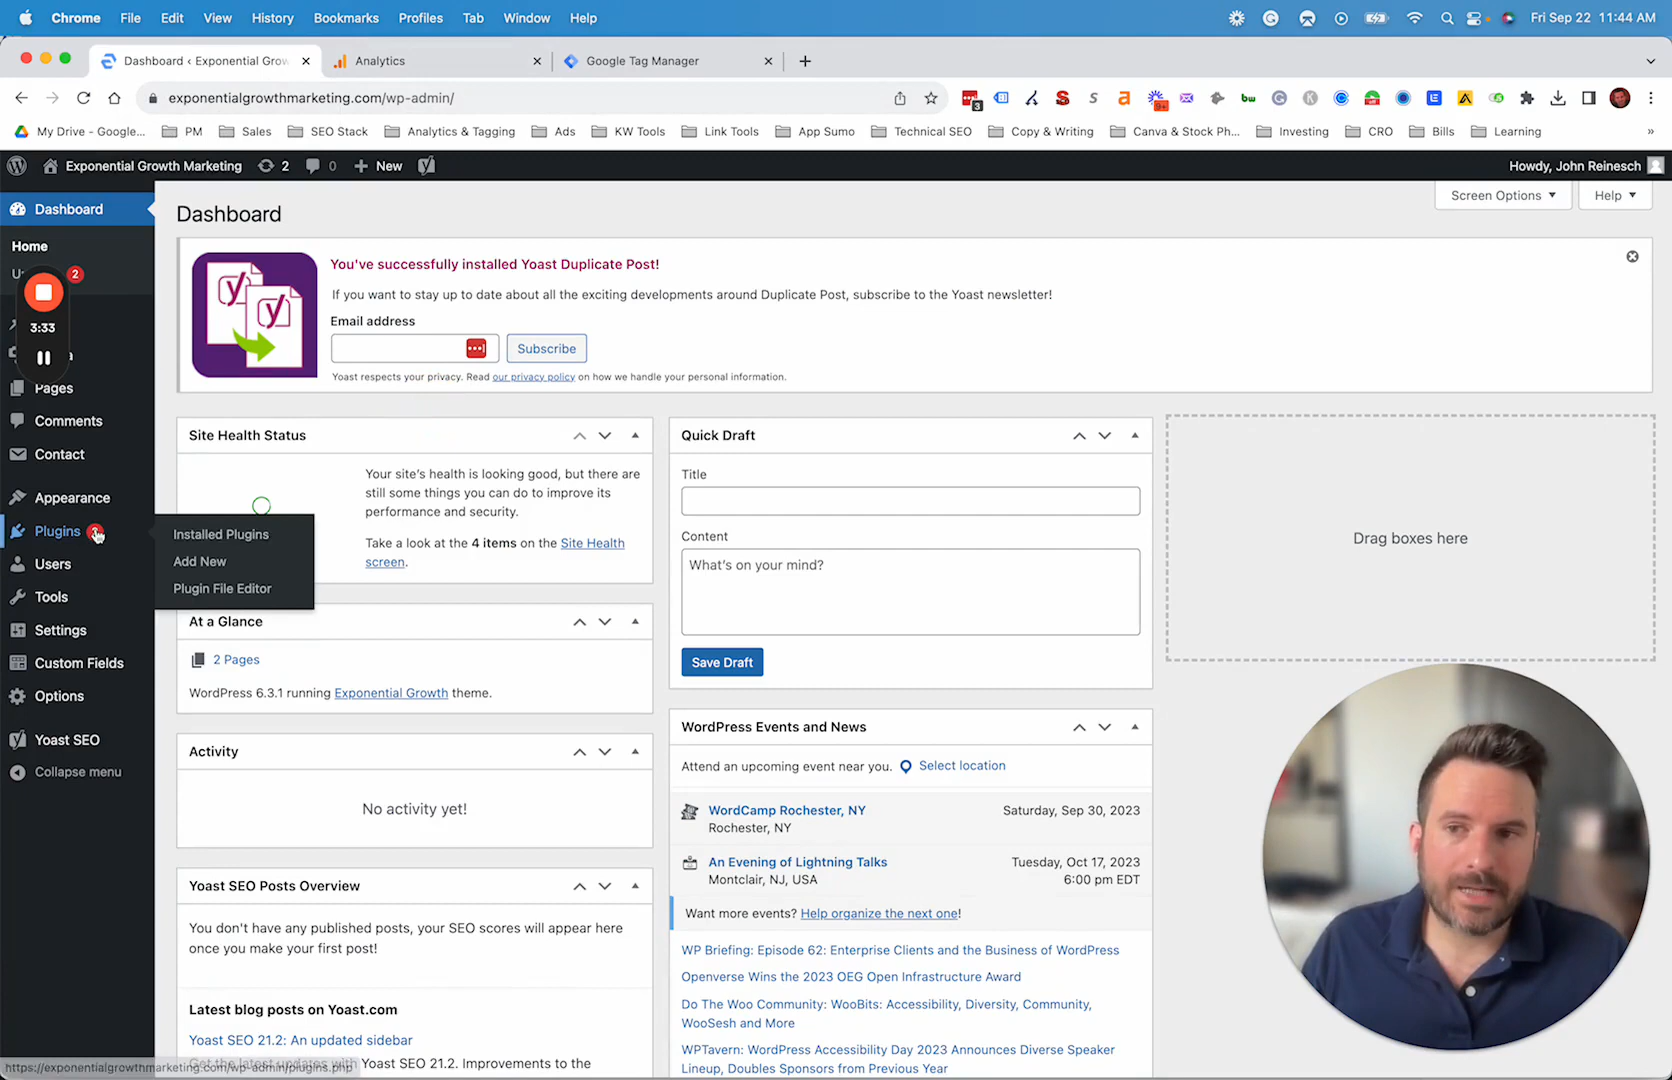 Chrome File Edit View History Bookmarks Profiles Tab Window Help
Fri Sep 22 11:44 AM
Dashboard ‹ Exponential Grow
Analytics
Google Tag Manager
exponentialgrowthmarketing.com/wp-admin/
My Drive - Google...
PM
Sales
SEO Stack
Analytics & Tagging
Ads
KW Tools
Link Tools
App Sumo
Technical SEO
Copy & Writing
Canva & Stock Ph...
Investing
CRO
Bills
Learning
»
Exponential Growth Marketing
2
0
New
Howdy, John Reinesch
Dashboard
Home
2
3:33
Pages
Comments
Contact
Appearance
Plugins
Users
Tools
Settings
Custom Fields
Options
Yoast SEO
Collapse menu
Installed Plugins
Add New
Plugin File Editor
Dashboard
Screen Options
Help
You've successfully installed Yoast Duplicate Post!
If you want to stay up to date about all the exciting developments around Duplicate Post, subscribe to the Yoast newsletter!
Email address
Subscribe
Yoast respects your privacy. Read our privacy policy on how we handle your personal information.
Site Health Status
Your site's health is looking good, but there are
still some things you can do to improve its
performance and security.
Take a look at the 4 items on the Site Health
screen.
At a Glance
2 Pages
WordPress 6.3.1 running Exponential Growth theme.
Activity
No activity yet!
Yoast SEO Posts Overview
You don't have any published posts, your SEO scores will appear here
once you make your first post!
Latest blog posts on Yoast.com
Yoast SEO 21.2: An updated sidebar
Get the latest updates with Yoast SEO 21.2. Improvements to the
https://exponentialgrowthmarketing.com/wp-admin/plugins.php
Quick Draft
Title
Content
What's on your mind?
Save Draft
WordPress Events and News
Attend an upcoming event near you. Select location
WordCamp Rochester, NY
Saturday, Sep 30, 2023
Rochester, NY
An Evening of Lightning Talks
Tuesday, Oct 17, 2023
Montclair, NJ, USA
6:00 pm EDT
Want more events? Help organize the next one!
WP Briefing: Episode 62: Enterprise Clients and the Business of WordPress
Openverse Wins the 2023 OEG Open Infrastructure Award
Do The Woo Community: WooBits: Accessibility, Diversity, Community,
WooSesh and More
WPTavern: WordPress Accessibility Day 2023 Announces Diverse Speaker
Lineup, Doubles Sponsors from Previous Year
Drag boxes here